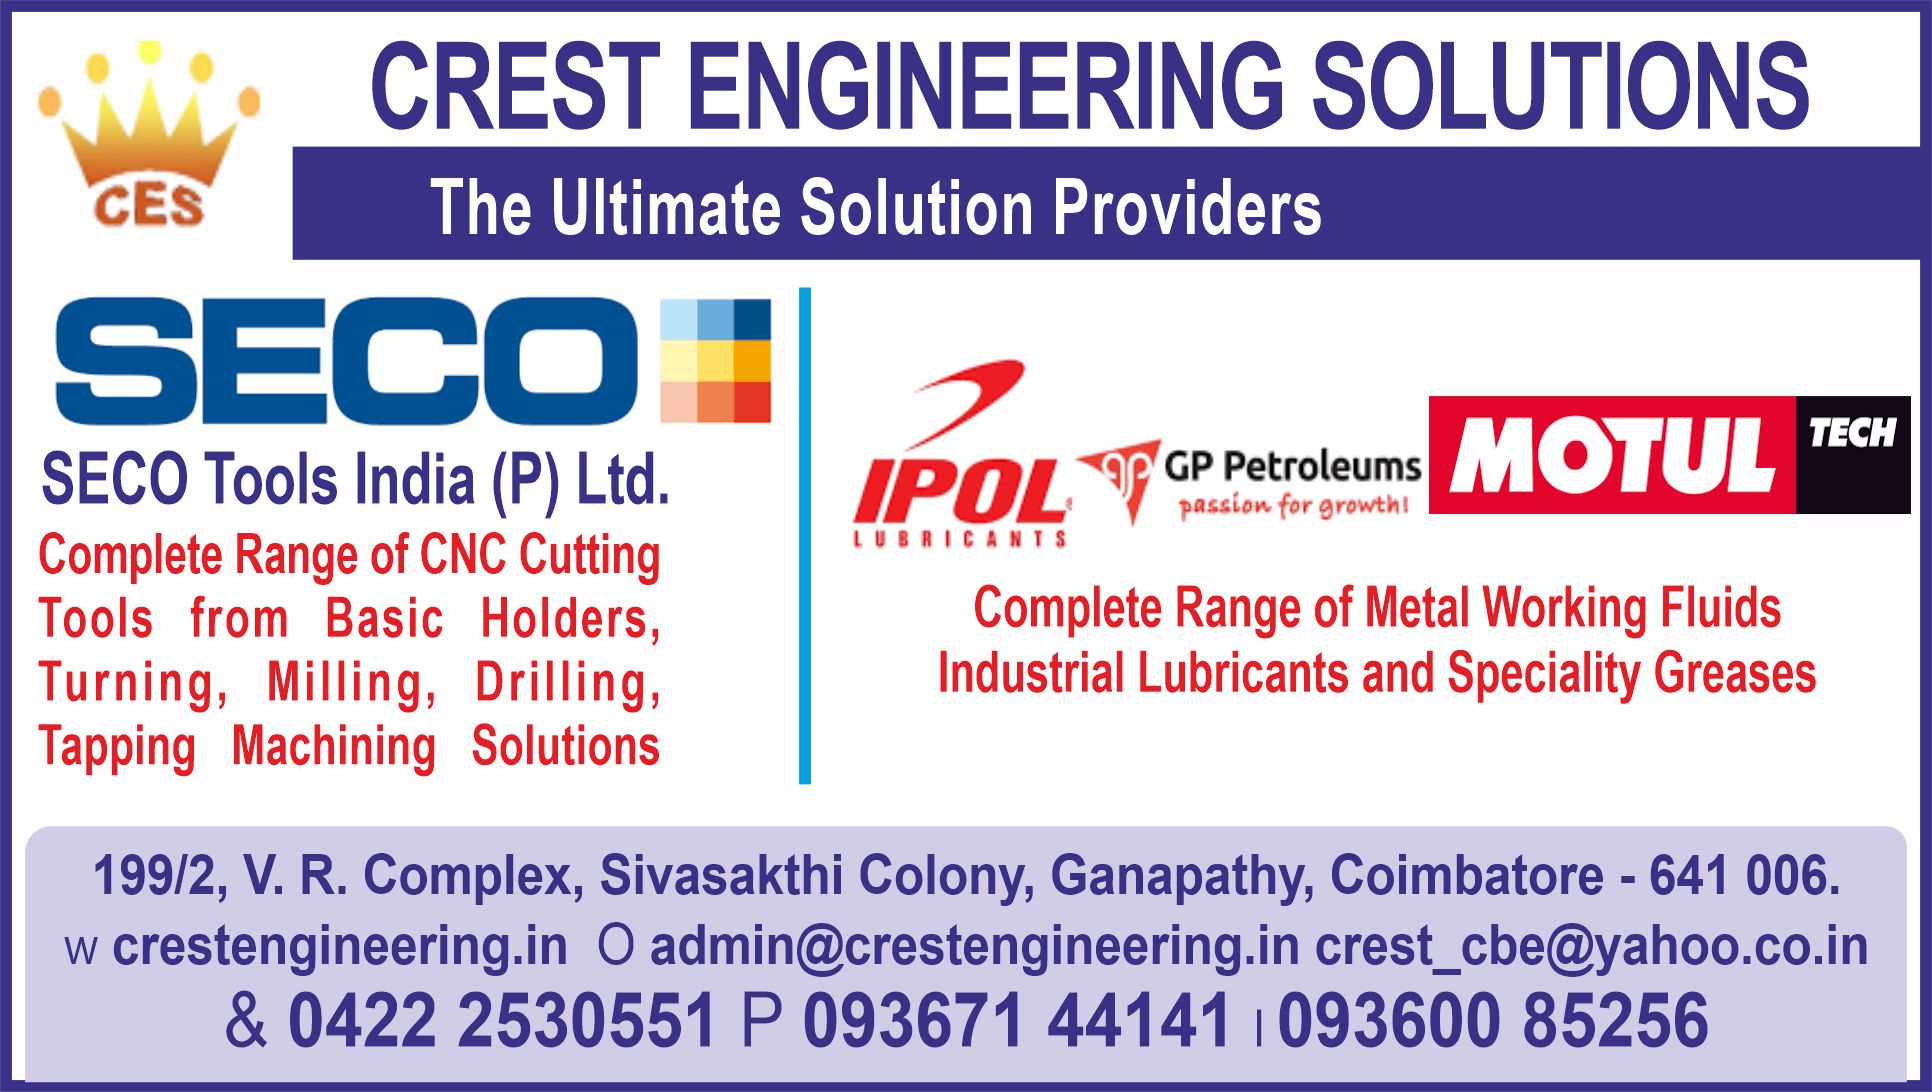 CES
CREST ENGINEERING SOLUTIONS
The Ultimate Solution Providers
SECO
SECO Tools India (P) Ltd.
Complete Range of CNC Cutting
Tools from Basic Holders,
Turning, Milling, Drilling,
Tapping Machining Solutions
IPOL
LUBRICANTS
gp GP Petroleums
passion for growth!
MOTUL TECH
Complete Range of Metal Working Fluids
Industrial Lubricants and Speciality Greases
199/2, V. R. Complex, Sivasakthi Colony, Ganapathy, Coimbatore - 641 006.
w crestengineering.in O admin@crestengineering.in crest_cbe@yahoo.co.in
& 0422 2530551 P 093671 44141 I 093600 85256